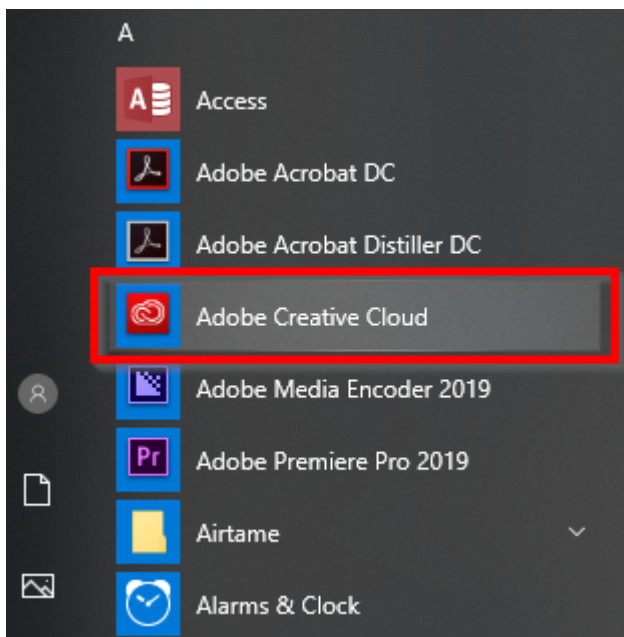 A
Access
Adobe Acrobat DC
Adobe Acrobat Distiller DC
Adobe Creative Cloud
Adobe Media Encoder 2019
Pr
Adobe Premiere Pro 2019
Airtame
Alarms & Clock